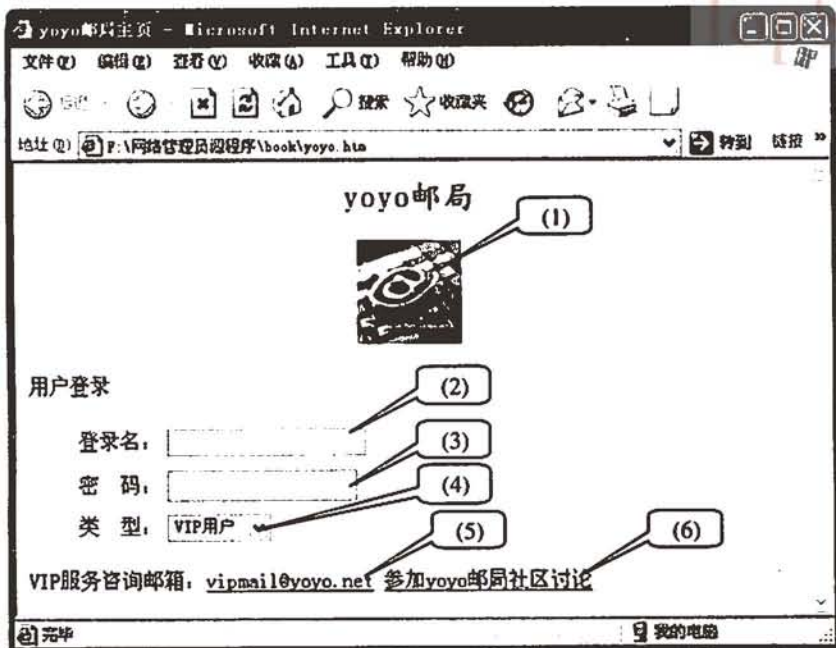 yoyo邮局主页 - Microsoft Internet Explorer
文件(F) 编辑(E) 查看(V) 收藏(A) 工具(T) 帮助(H)
搜索 收藏夹
地址(D) F:\网络管理员\程序\book\yoyo.htm 转到 链接 »
yoyo邮局
(1)
用户登录
(2)
登录名：
(3)
密 码：
(4)
类 型： VIP用户
(5)
(6)
VIP服务咨询邮箱：vipmail@yoyo.net 参加yoyo邮局社区讨论
完毕 我的电脑